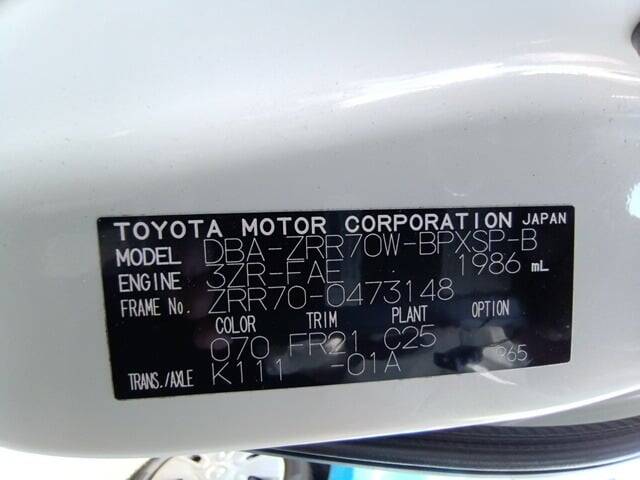 TOYOTA MOTOR CORPORATION JAPAN
MODEL DBA-ZRR70W-BPXSP-B
ENGINE 3ZR-FAE 1986 mL
FRAME No. ZRR70-0473148
COLOR TRIM PLANT OPTION
070 FR21 C25
TRANS./AXLE K111 -01A 965